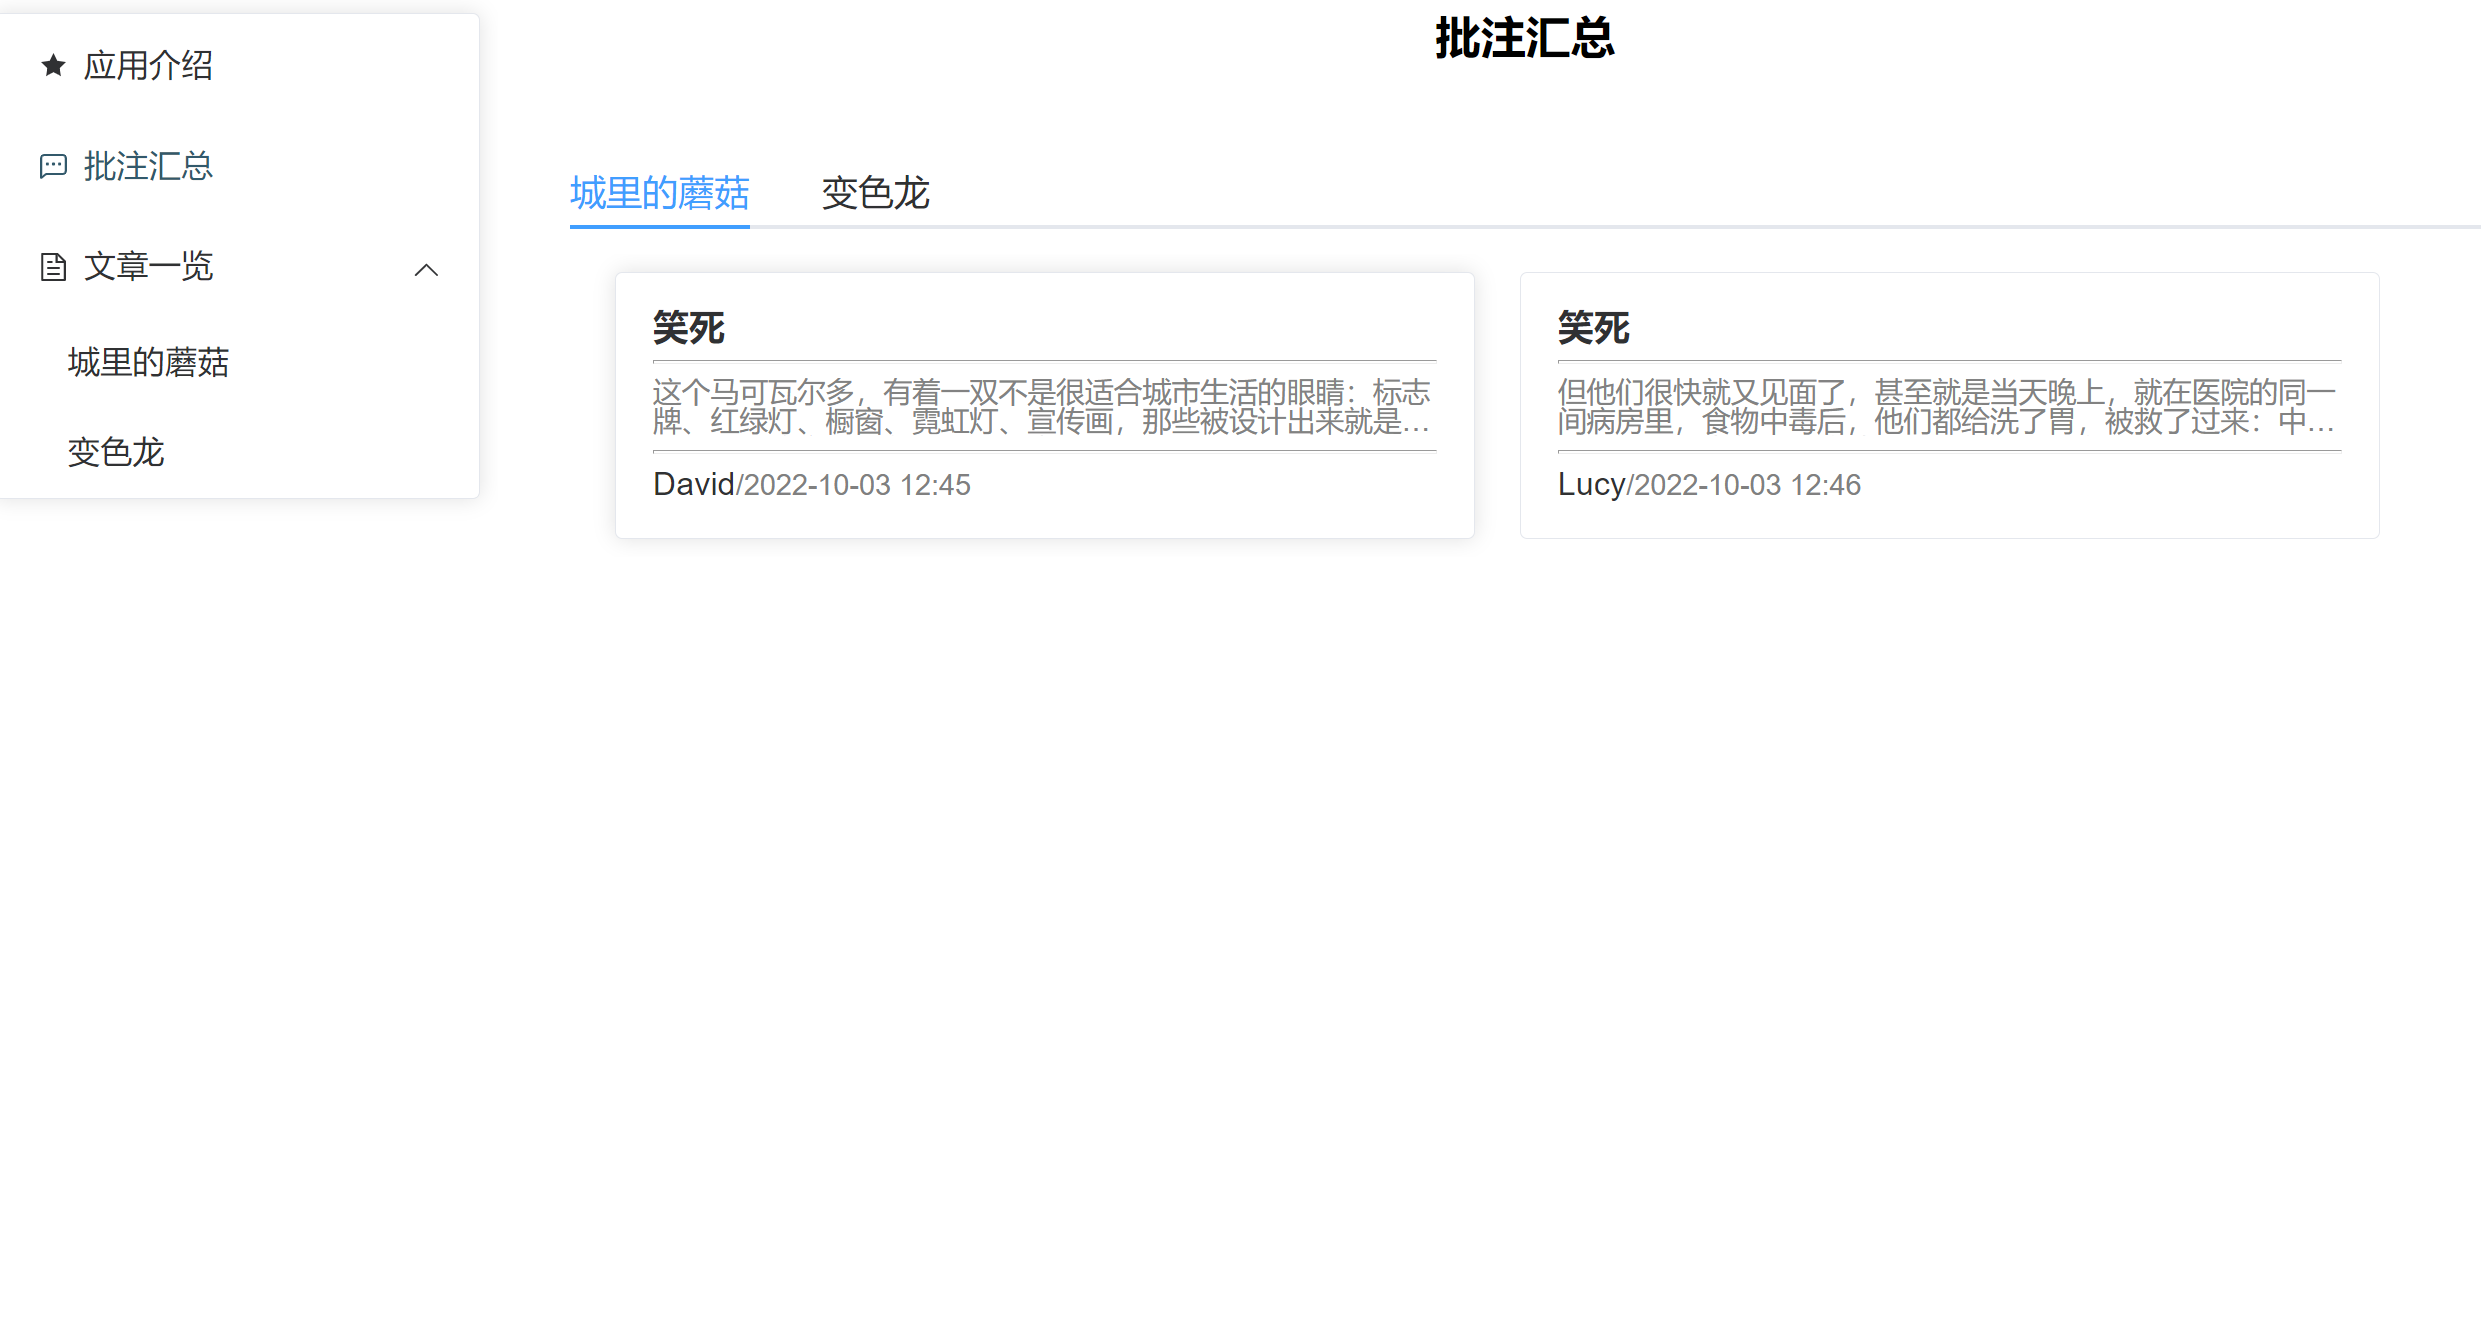 应用介绍
批注汇总
文章一览
城里的蘑菇
变色龙
批注汇总
城里的蘑菇
变色龙
笑死
这个马可瓦尔多，有着一双不是很适合城市生活的眼睛：标志
牌、红绿灯、橱窗、霓虹灯、宣传画，那些被设计出来就是…
David/2022-10-03 12:45
笑死
但他们很快就又见面了，甚至就是当天晚上，就在医院的同一
间病房里，食物中毒后，他们都给洗了胃，被救了过来：中…
Lucy/2022-10-03 12:46